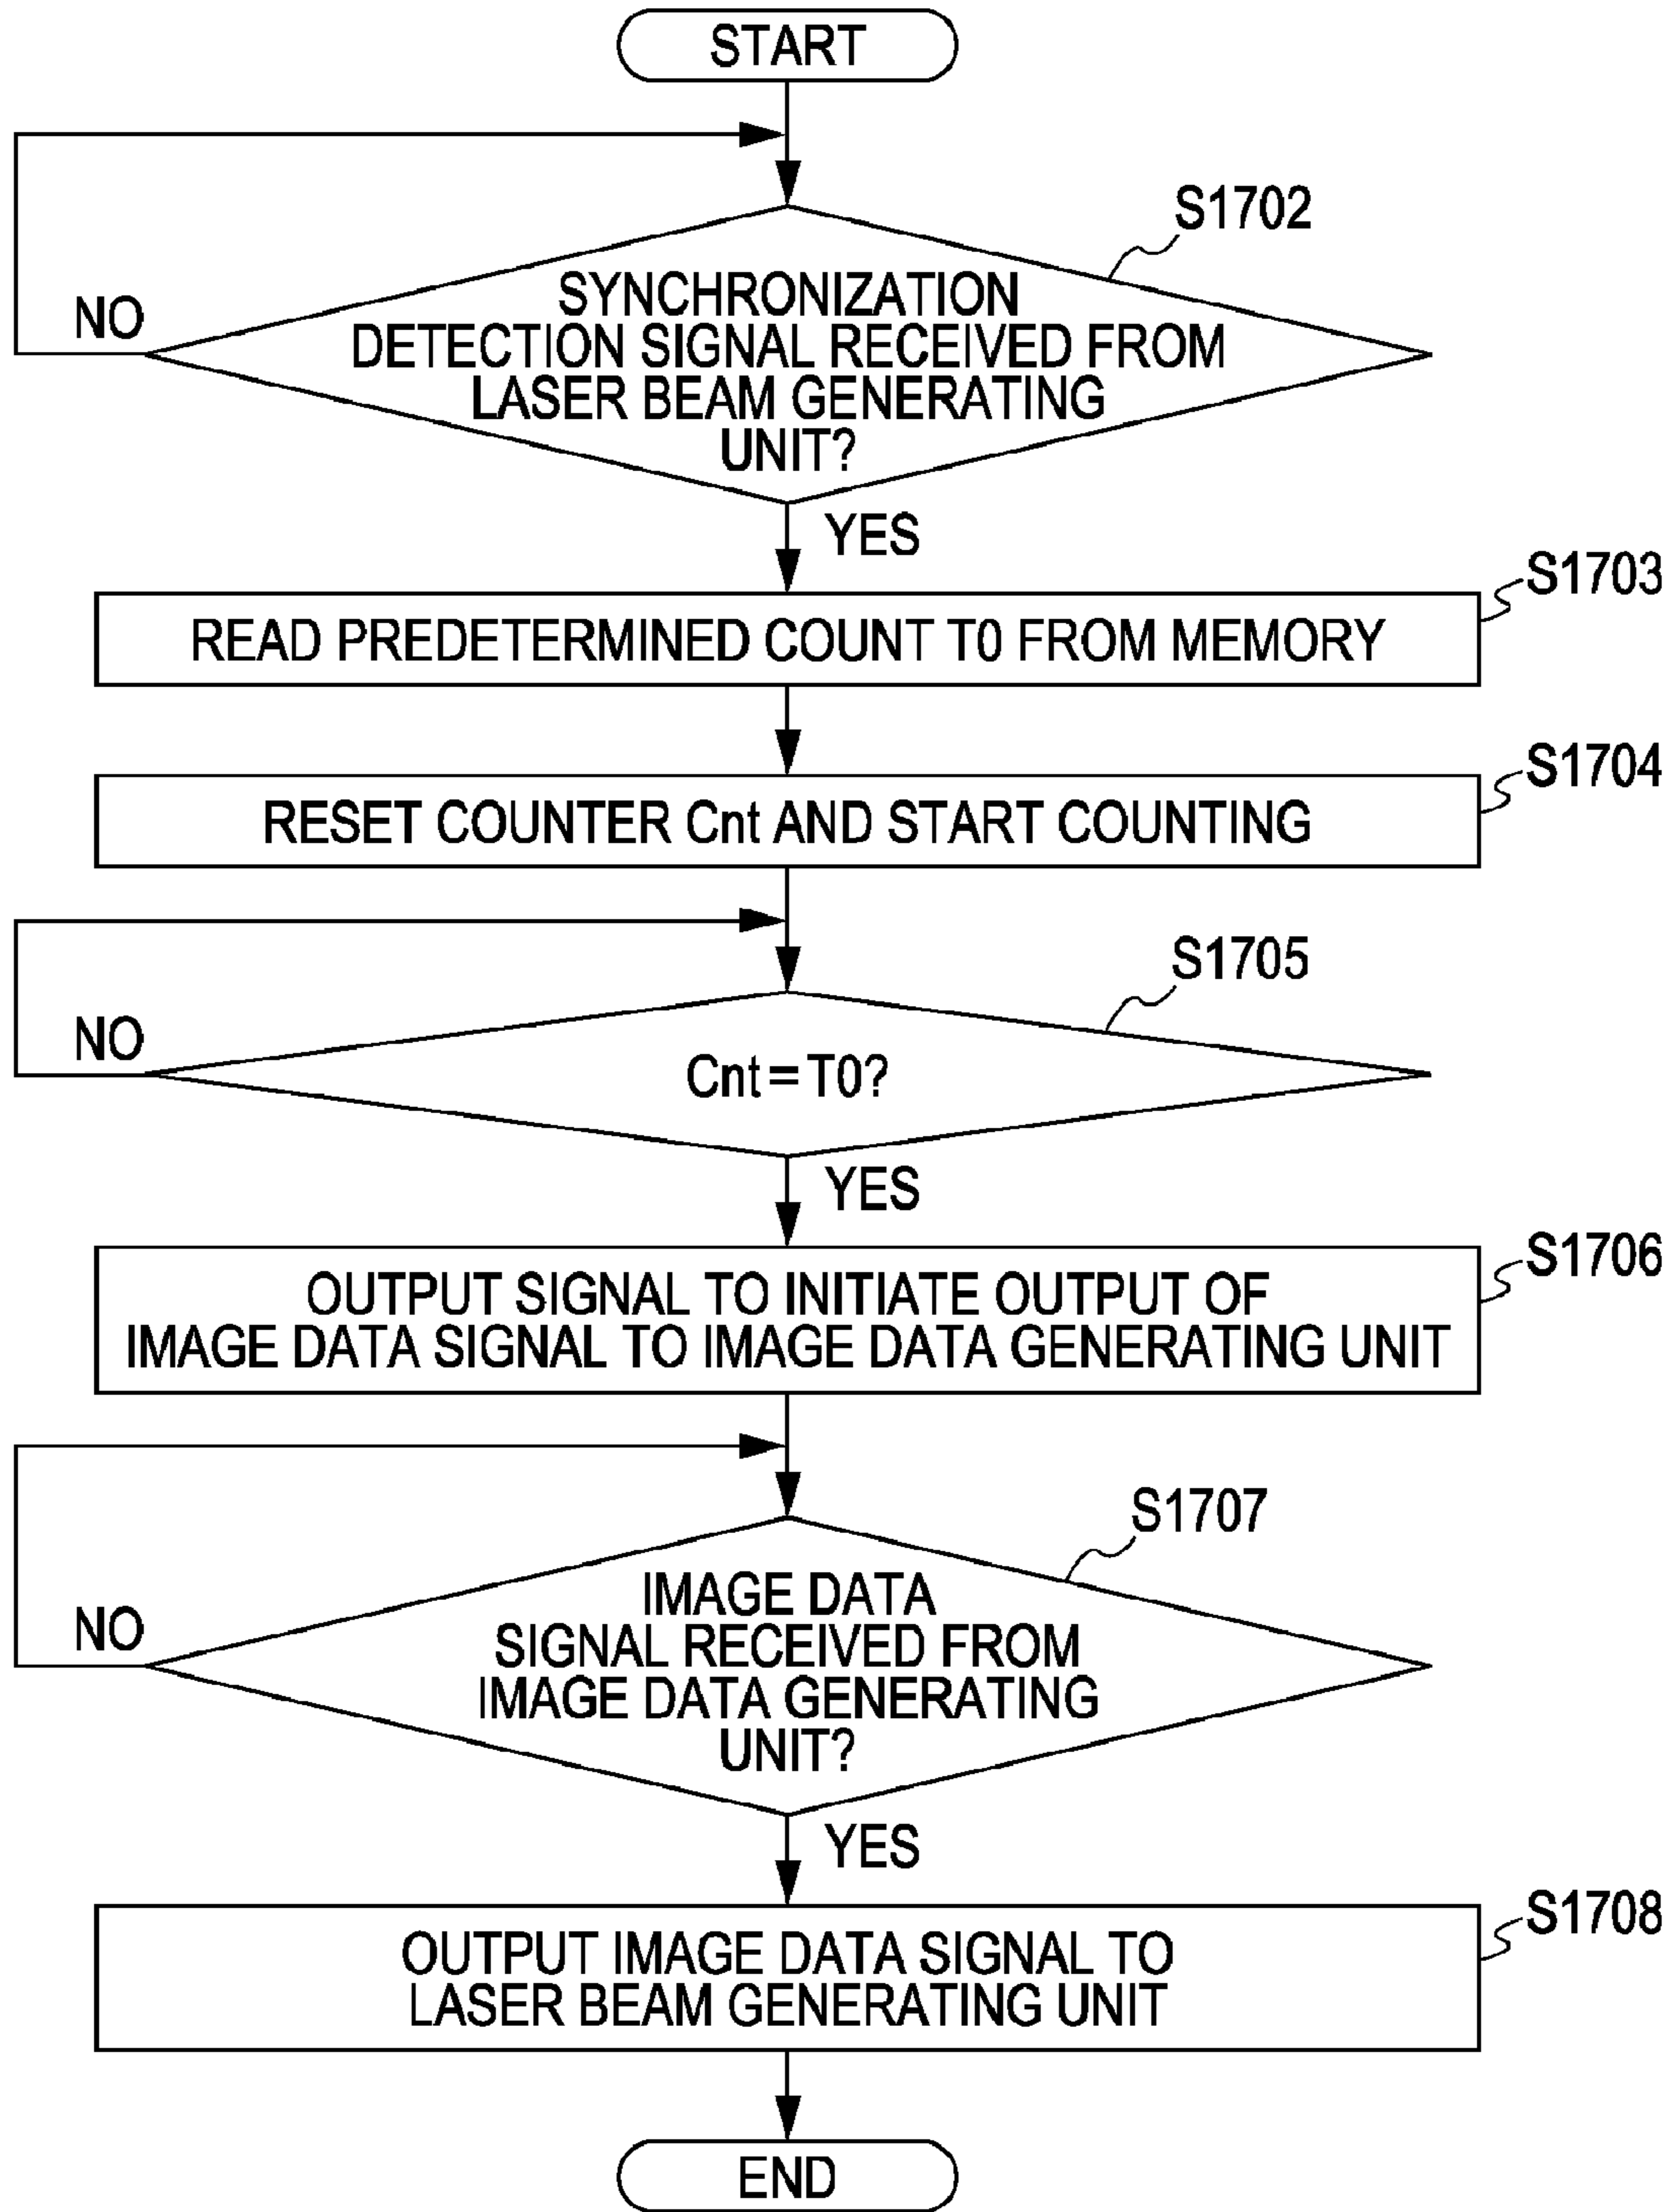 START
S1702
SYNCHRONIZATION
DETECTION SIGNAL RECEIVED FROM
LASER BEAM GENERATING
UNIT?
NO
YES
S1703
READ PREDETERMINED COUNT T0 FROM MEMORY
S1704
RESET COUNTER Cnt AND START COUNTING
S1705
NO
Cnt = T0?
YES
S1706
OUTPUT SIGNAL TO INITIATE OUTPUT OF
IMAGE DATA SIGNAL TO IMAGE DATA GENERATING UNIT
S1707
IMAGE DATA
SIGNAL RECEIVED FROM
IMAGE DATA GENERATING
UNIT?
NO
YES
S1708
OUTPUT IMAGE DATA SIGNAL TO
LASER BEAM GENERATING UNIT
END